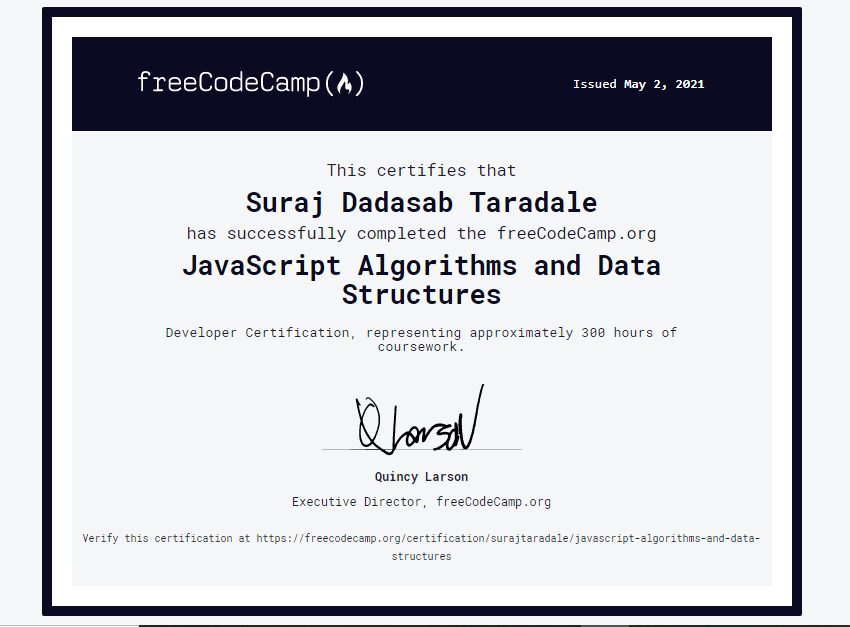 freeCodeCamp(🔥)
Issued May 2, 2021
This certifies that
Suraj Dadasab Taradale
has successfully completed the freeCodeCamp.org
JavaScript Algorithms and Data
Structures
Developer Certification, representing approximately 300 hours of
coursework.
Q Larson
Quincy Larson
Executive Director, freeCodeCamp.org
Verify this certification at https://freecodecamp.org/certification/surajtaradale/javascript-algorithms-and-data-
structures